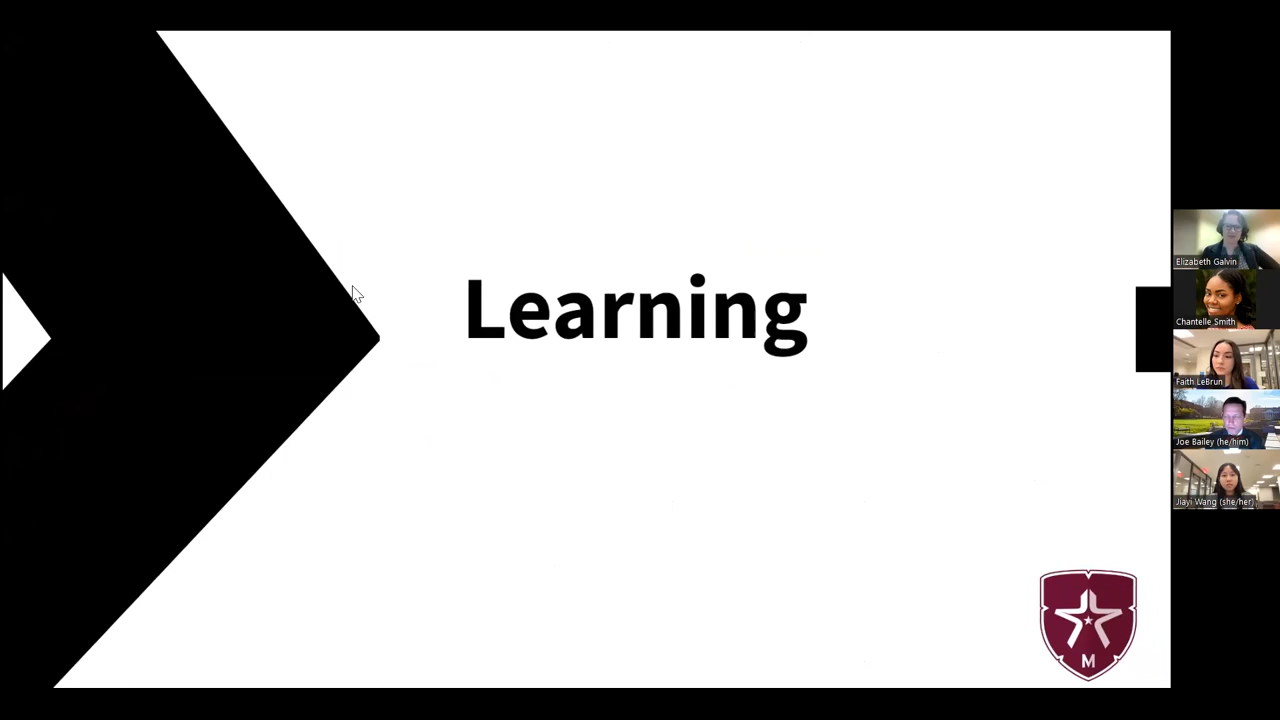 Learning
Elizabeth Galvin
Chantelle Smith
Faith LeBrun
Joe Bailey (he/him)
Jiayi Wang (she/her)
M